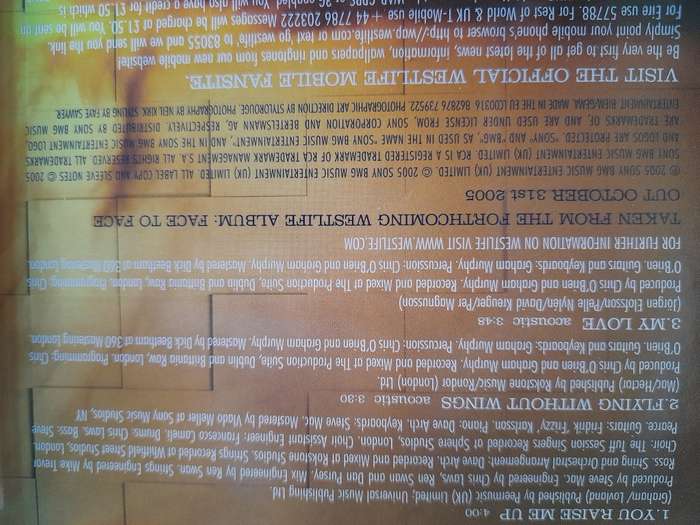 1.YOU RAISE ME UP 4:00
(Graham/ Lovland) Published by Peermusic (UK) Limited; Universal Music Publishing Ltd.
Produced by Steve Mac. Engineered by Chris Laws, Ren Swan and Dan Pursey. Mix Engineered by Ren Swan. Strings Engineered by Mike Trevor
Ross. String and Orchestral Arrangement: Dave Arch. Recorded and Mixed at Rokstone Studios. Strings Recorded at Whitfield Street Studios, London.
Choir: The Tuff Session Singers Recorded at Sphere Studios, London. Choir Assistant Engineer: Francesco Cameli. Drums: Chris Laws. Bass: Steve
Pearce. Guitars: Fridrik "Frizzy" Karlsson. Piano: Dave Arch. Keyboards: Steve Mac. Mastered by Vlado Meller at Sony Music Studios, NY
2.FLYING WITHOUT WINGS acoustic 3:30
(Mac/Hector) Published by Rokstone Music/Rondor (London) Ltd.
Produced by Chris O'Brien and Graham Murphy. Recorded and Mixed at The Production Suite, Dublin and Britannia Row, London. Programming: Chris
O'Brien. Guitars and Keyboards: Graham Murphy. Percussion: Chris O'Brien and Graham Murphy. Mastered by Dick Beetham at 360 Mastering London.
3.MY LOVE acoustic 3:48
(Jörgen Elofsson/Pelle Nylén/David Kreuger/Per Magnusson)
Produced by Chris O'Brien and Graham Murphy. Recorded and Mixed at The Production Suite, Dublin and Britannia Row, London. Engineering: Chris
O'Brien. Guitars and Keyboards: Graham Murphy. Percussion: Chris O'Brien and Graham Murphy. Mastered by Dick Beetham at 360 Mastering London.
FOR FURTHER INFORMATION ON WESTLIFE VISIT WWW.WESTLIFE.COM
TAKEN FROM THE FORTHCOMING WESTLIFE ALBUM: FACE TO FACE
OUT OCTOBER 31st 2005
SONY BMG MUSIC ENTERTAINMENT (UK) LIMITED. © 2005 SONY BMG MUSIC ENTERTAINMENT (UK) LIMITED. ALL LABEL COPY AND SLEEVE NOTES © 2005
SONY BMG MUSIC ENTERTAINMENT (UK) LIMITED. RCA IS A REGISTERED TRADEMARK OF RCA TRADEMARK MANAGEMENT S.A. ALL RIGHTS RESERVED. ALL TRADEMARKS
AND LOGOS ARE PROTECTED. "SONY" AND "BMG", AS USED IN THE NAME "SONY BMG MUSIC ENTERTAINMENT", AND IN THE SONY BMG MUSIC ENTERTAINMENT LOGO,
ARE TRADEMARKS OF, AND ARE USED UNDER LICENSE FROM, SONY CORPORATION AND BERTELSMANN AG, RESPECTIVELY. DISTRIBUTED BY SONY BMG MUSIC
ENTERTAINMENT. BIEM/GEMA. MADE IN THE EU LC00316 82876 739522. PHOTOGRAPHIC ART DIRECTION BY STYLOROUGE. PHOTOGRAPHY BY NEIL KIRK. STYLING BY FAYE SAWYER
VISIT THE OFFICIAL WESTLIFE MOBILE FANSITE.
Be the very first to get all of the latest news, information, wallpapers and ringtones from our new mobile website!
Simply point your mobile phone's browser to http://wap.westlife.com or text 'go westlife' to 83055 and we will send you the link.
For Eire use 57788. For Rest of World & UK T-Mobile use + 44 7786 203222 Messages will be charged at £1.50. You will be sent an